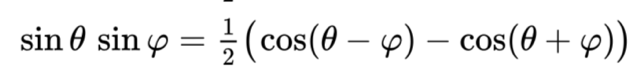 sin θ sin φ = 1/2 (cos(θ − φ) − cos(θ + φ))